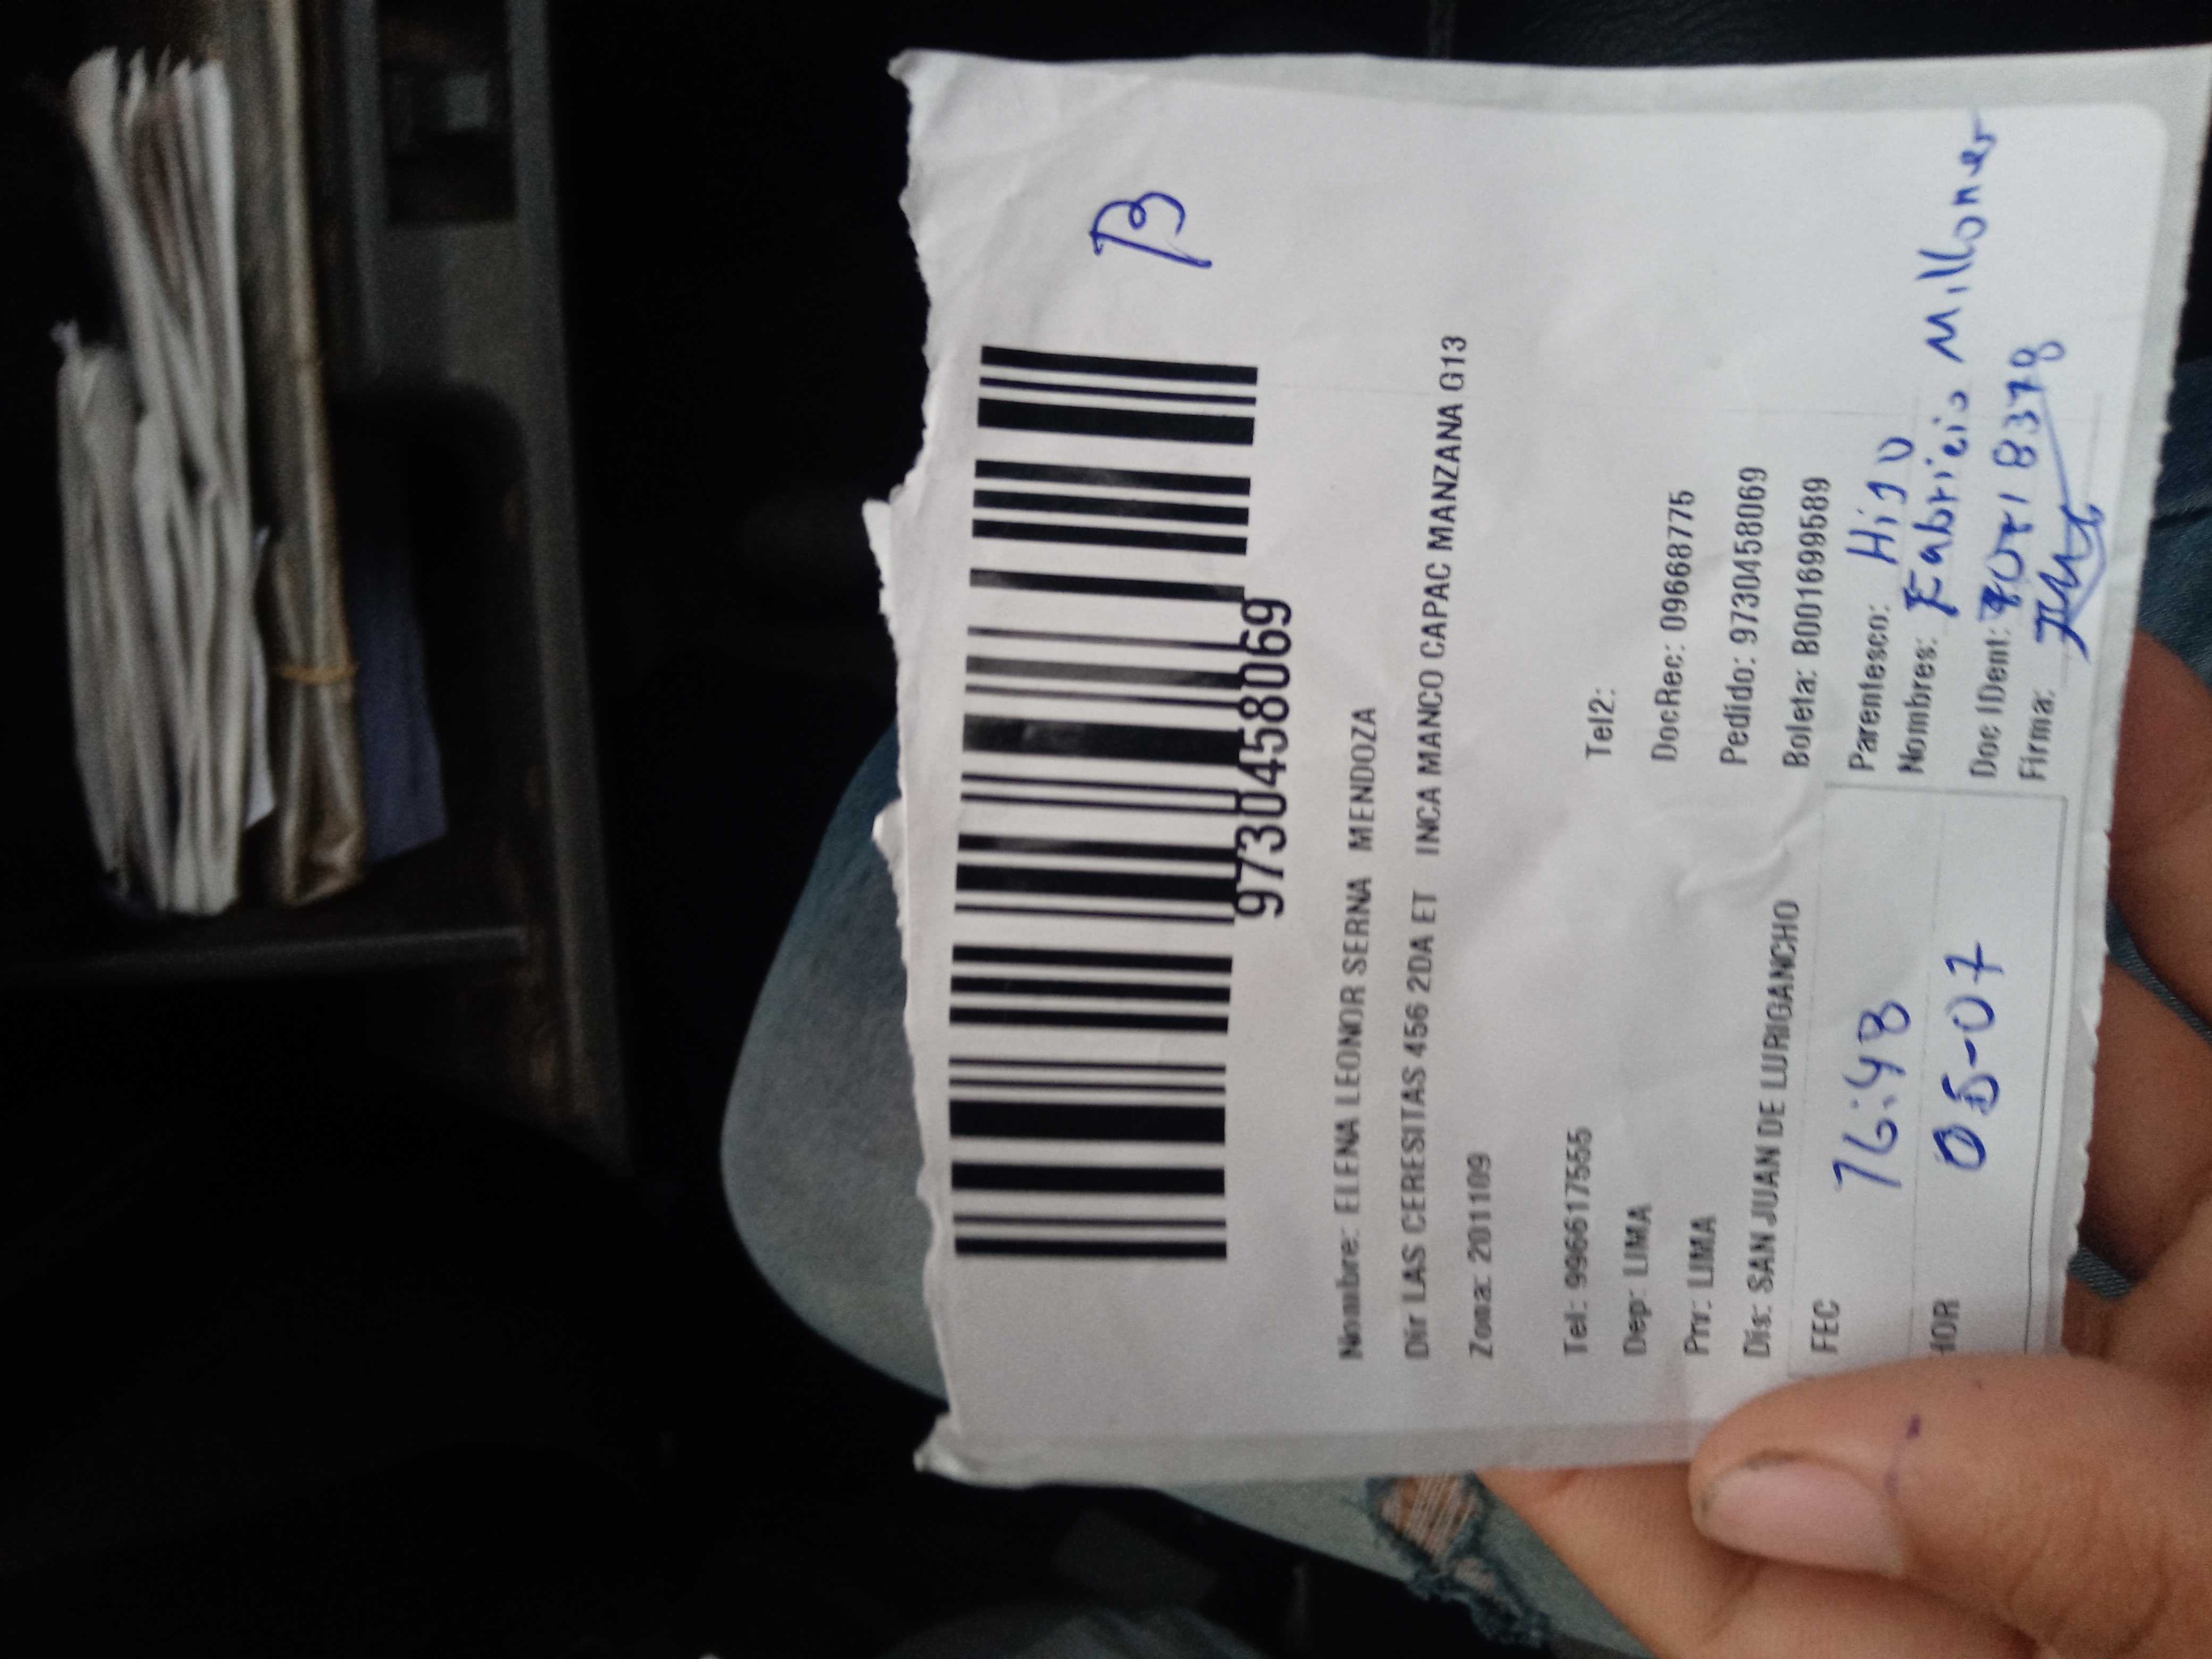 B
9730458069
Nombre: ELENA LEONOR SERNA MENDOZA
Dir LAS CERESITAS 456 2DA ET INCA MANCO CAPAC MANZANA G13
Zona: 2011109
Tel: 996617555 Tel2:
Dep: LIMA DocRec: 09668775
Prv: LIMA Pedido: 9730458069
Dis: SAN JUAN DE LURIGANCHO Boleta: B001699589
FEC 16:48 Parentesco: Hijo
Nombres: Fabricio Millones
HOR 05-07 Doc IDent:
Firma: